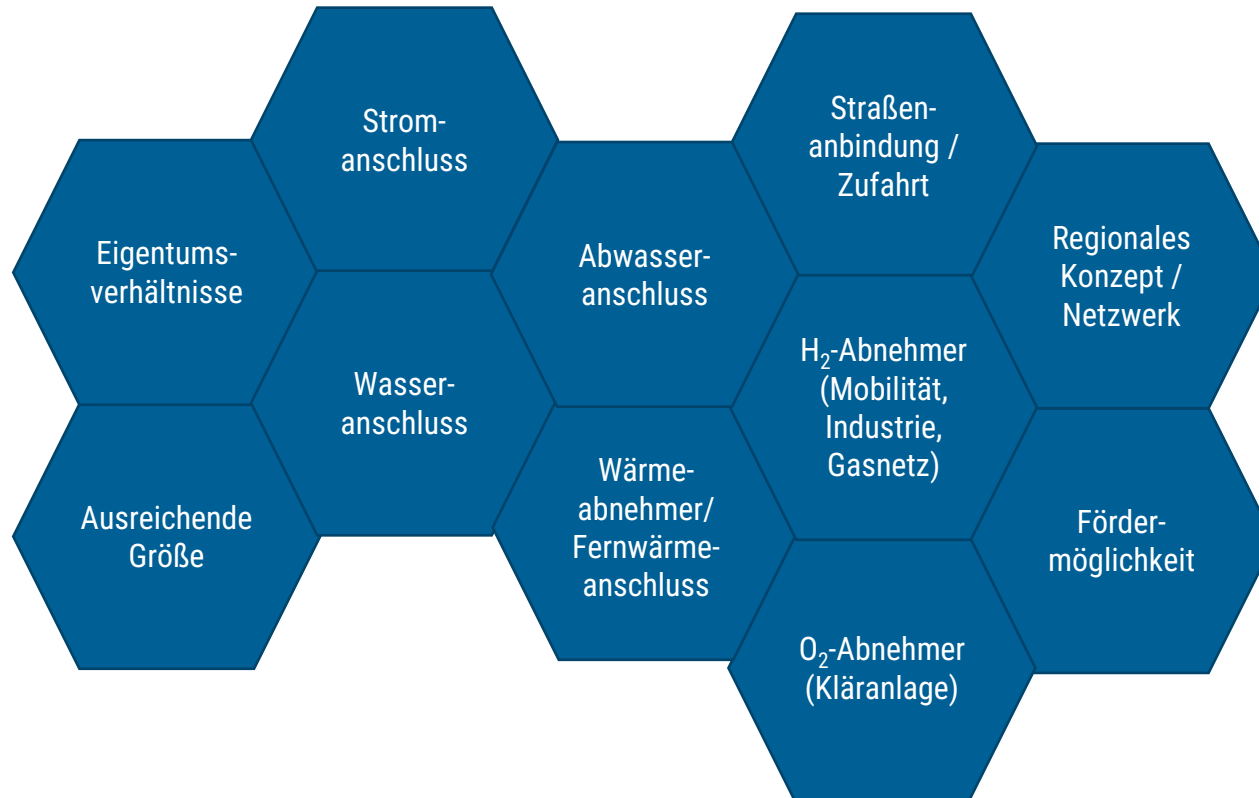 Strom-
anschluss
Straßen-
anbindung /
Zufahrt
Eigentums-
verhältnisse
Abwasser-
anschluss
Regionales
Konzept /
Netzwerk
Wasser-
anschluss
H₂-Abnehmer
(Mobilität,
Industrie,
Gasnetz)
Ausreichende
Größe
Wärme-
abnehmer/
Fernwärme-
anschluss
Förder-
möglichkeit
O₂-Abnehmer
(Kläranlage)